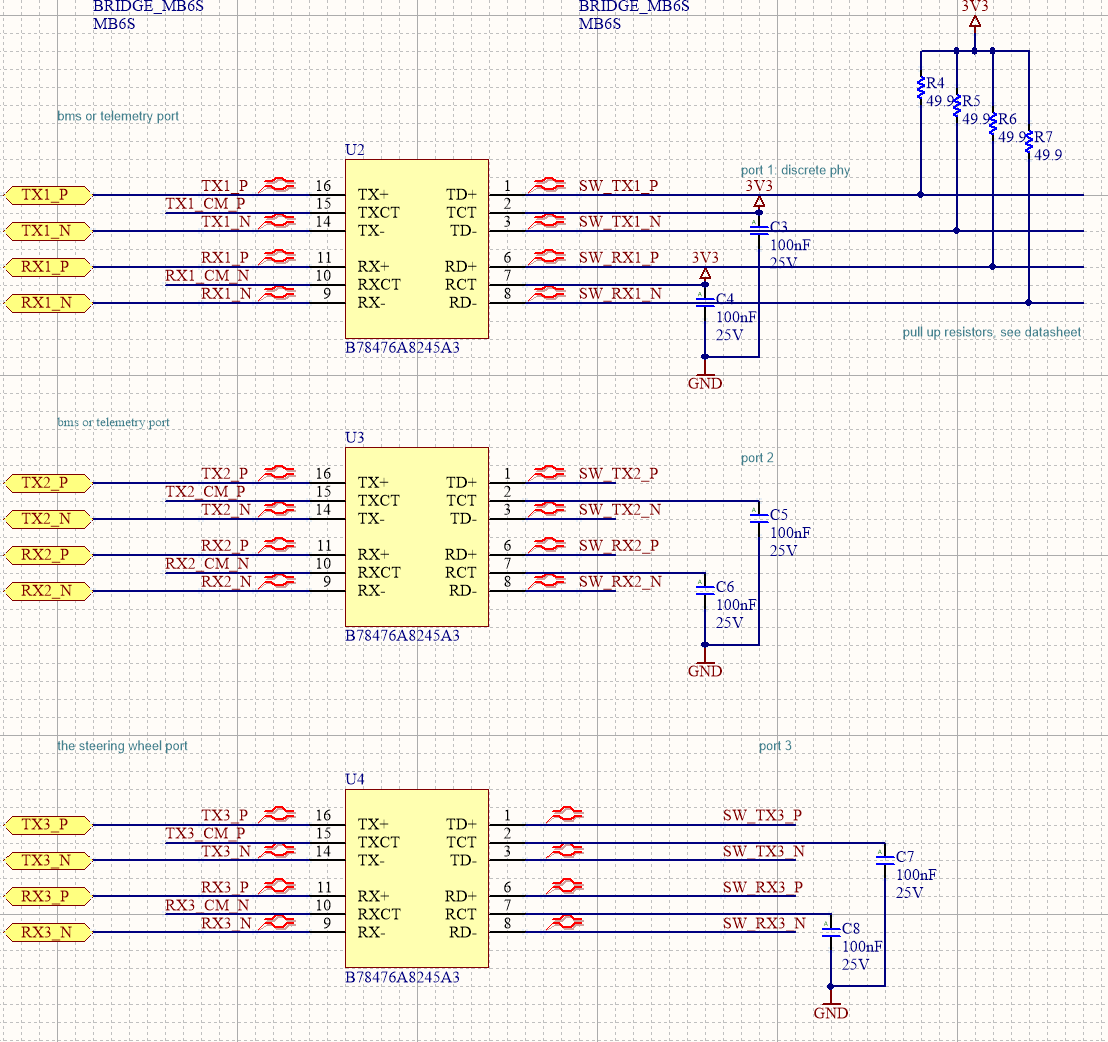 BRIDGE_MB6S BRIDGE_MB6S 3V3
MB6S MB6S
R4
49.9 R5
49.9 R6
49.9 R7
49.9
bms or telemetry port
U2
port 1: discrete phy
TX1_P TX1_P 16 TX+ TD+ 1 SW_TX1_P 3V3
TX1_CM_P 15 TXCT TCT 2
TX1_N TX1_N 14 TX- TD- 3 SW_TX1_N C3
100nF
25V
RX1_P RX1_P 11 RX+ RD+ 6 SW_RX1_P 3V3
RX1_CM_N 10 RXCT RCT 7
RX1_N RX1_N 9 RX- RD- 8 SW_RX1_N C4
100nF
25V
pull up resistors, see datasheet
B78476A8245A3
GND
bms or telemetry port
U3
port 2
TX2_P TX2_P 16 TX+ TD+ 1 SW_TX2_P
TX2_CM_P 15 TXCT TCT 2
TX2_N TX2_N 14 TX- TD- 3 SW_TX2_N C5
100nF
25V
RX2_P RX2_P 11 RX+ RD+ 6 SW_RX2_P
RX2_CM_N 10 RXCT RCT 7
RX2_N RX2_N 9 RX- RD- 8 SW_RX2_N C6
100nF
25V
B78476A8245A3
GND
the steering wheel port port 3
U4
TX3_P TX3_P 16 TX+ TD+ 1 SW_TX3_P
TX3_CM_P 15 TXCT TCT 2
TX3_N TX3_N 14 TX- TD- 3 SW_TX3_N C7
100nF
25V
RX3_P RX3_P 11 RX+ RD+ 6 SW_RX3_P
RX3_CM_N 10 RXCT RCT 7
RX3_N RX3_N 9 RX- RD- 8 SW_RX3_N C8
100nF
25V
B78476A8245A3
GND